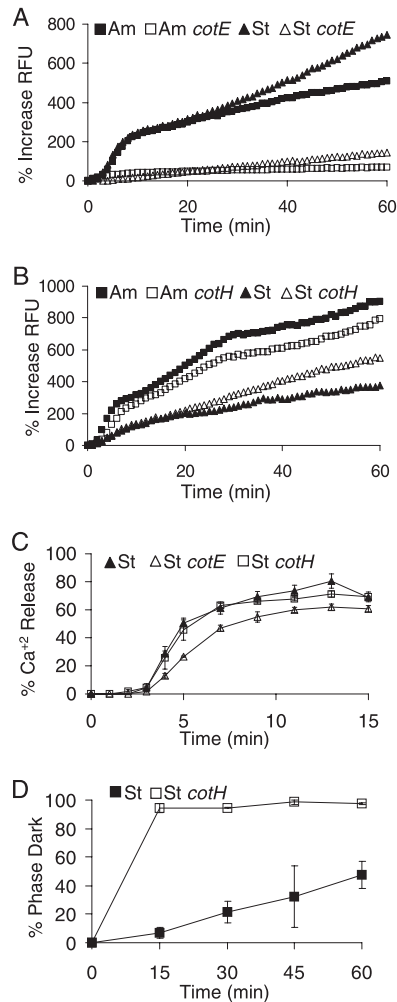 A
■Am □Am cotE ▲St △St cotE
% Increase RFU
800
600
400
200
0
0 20 40 60
Time (min)
B
■Am □Am cotH ▲St △St cotH
% Increase RFU
1000
800
600
400
200
0
0 20 40 60
Time (min)
C
▲St △St cotE □St cotH
% Ca+2 Release
100
80
60
40
20
0
0 5 10 15
Time (min)
D
■St □St cotH
% Phase Dark
100
80
60
40
20
0
0 15 30 45 60
Time (min)